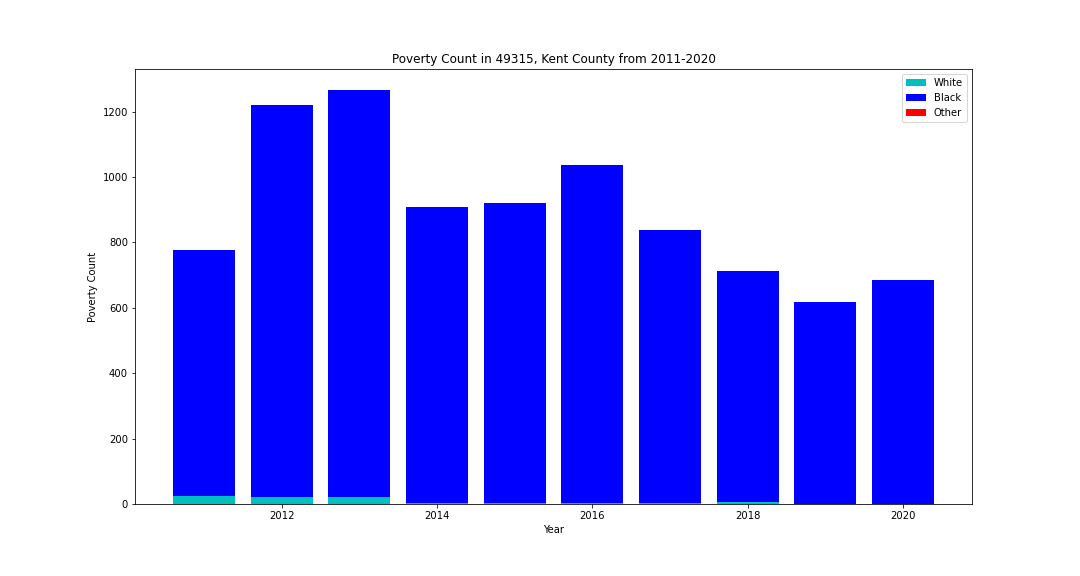 Poverty Count in 49315, Kent County from 2011-2020
White
Black
Other
1200
1000
800
600
400
200
0
Poverty Count
2012
2014
2016
2018
2020
Year